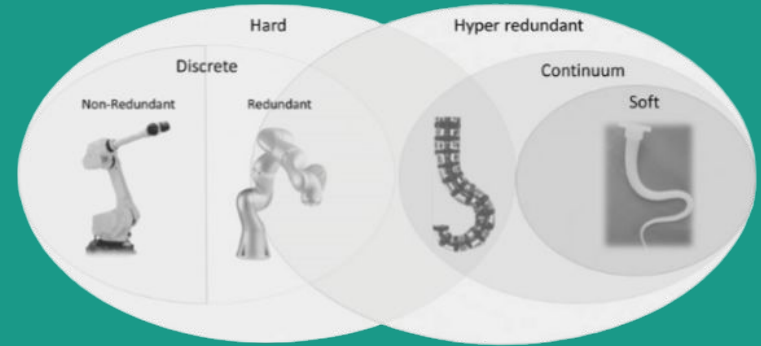 Hard
Hyper redundant
Discrete
Continuum
Non-Redundant
Redundant
Soft